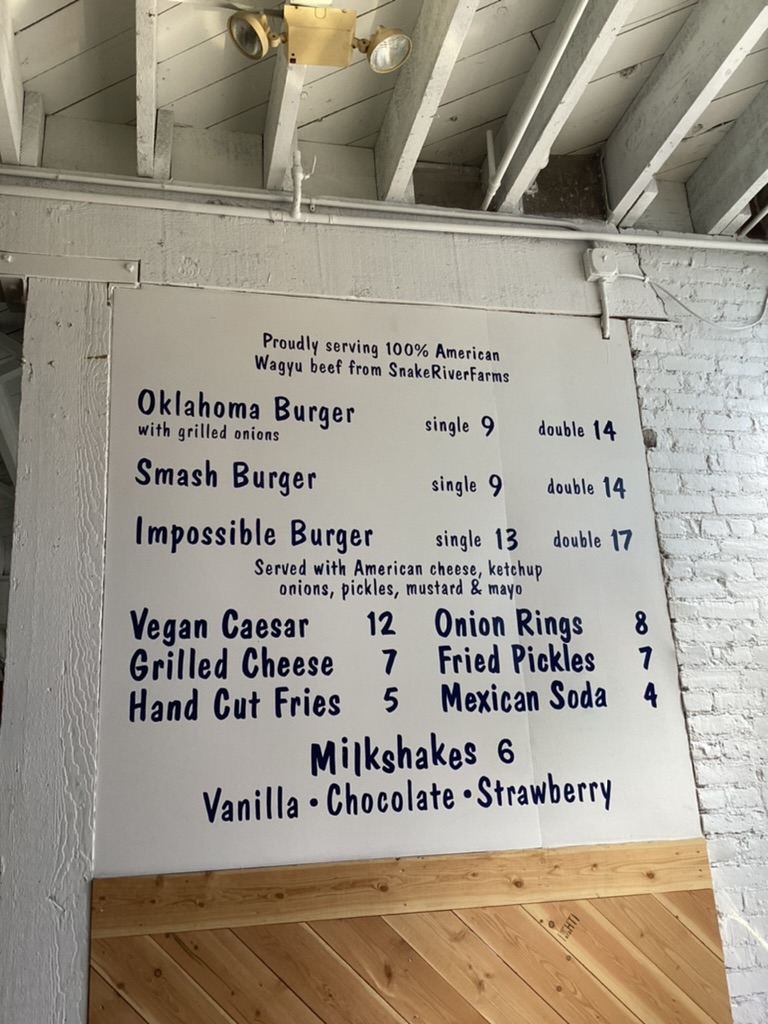 Proudly serving 100% American
Wagyu beef from SnakeRiverFarms
Oklahoma Burger single 9 double 14
with grilled onions
Smash Burger single 9 double 14
Impossible Burger single 13 double 17
Served with American cheese, ketchup
onions, pickles, mustard & mayo
Vegan Caesar 12 Onion Rings 8
Grilled Cheese 7 Fried Pickles 7
Hand Cut Fries 5 Mexican Soda 4
Milkshakes 6
Vanilla • Chocolate • Strawberry